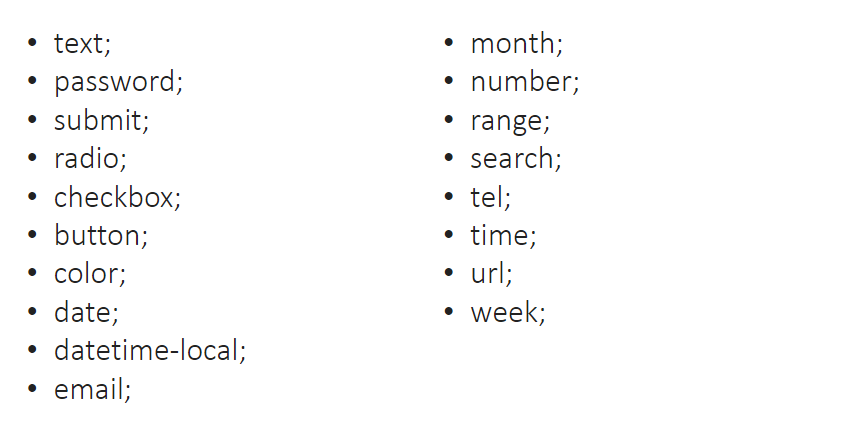 • text;
• password;
• submit;
• radio;
• checkbox;
• button;
• color;
• date;
• datetime-local;
• email;
• month;
• number;
• range;
• search;
• tel;
• time;
• url;
• week;